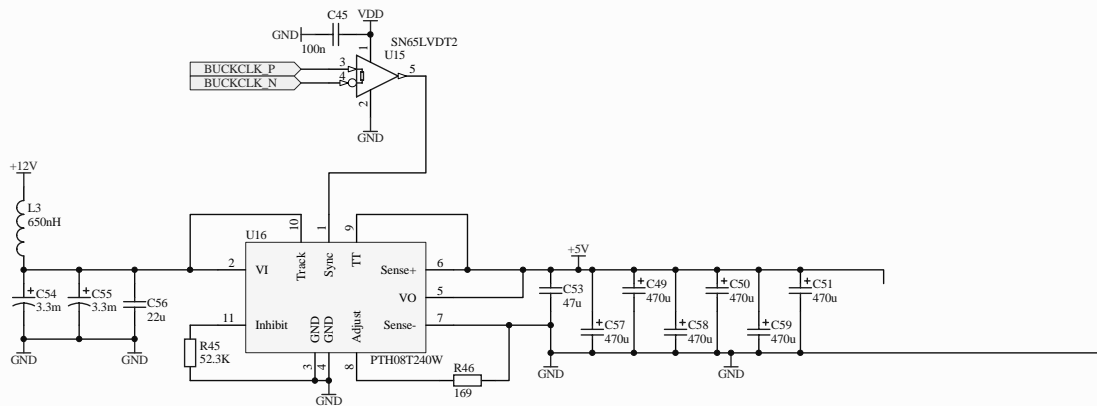 C45
VDD
GND
100n
SN65LVDT2
U15
1
BUCKCLK_P
3
5
BUCKCLK_N
4
2
GND
+12V
L3
650nH
U16
10
1
9
Track
Sync
TT
2
VI
Sense+
6
VO
5
Sense-
7
11
Inhibit
GND
GND
Adjust
PTH08T240W
3
4
8
+5V
C54
3.3m
C55
3.3m
C56
22u
GND
GND
R45
52.3K
GND
R46
169
C53
47u
C49
470u
C50
470u
C51
470u
C57
470u
C58
470u
C59
470u
GND
GND